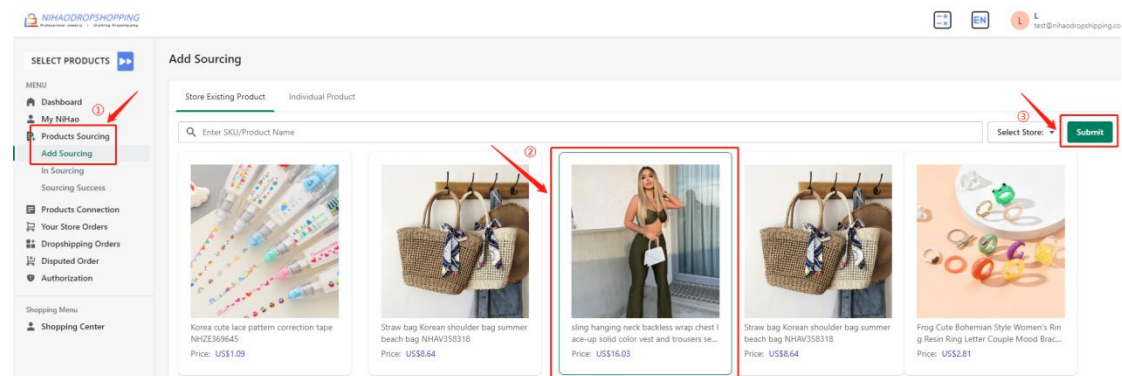 NIHAODROPSHOPPING
EN
L
L
test@nihaodropshipping.co
SELECT PRODUCTS
MENU
Dashboard
①
My NiHao
Products Sourcing
Add Sourcing
In Sourcing
Sourcing Success
Products Connection
Your Store Orders
Dropshipping Orders
Disputed Order
Authorization
Shopping Menu
Shopping Center
Add Sourcing
Store Existing Product
Individual Product
Enter SKU/Product Name
③
Select Store:
Submit
②
Korea cute lace pattern correction tape
NHZE369645
Price: US$1.09
Straw bag Korean shoulder bag summer
beach bag NHAV358318
Price: US$8.64
sling hanging neck backless wrap chest l
ace-up solid color vest and trousers se...
Price: US$16.03
Straw bag Korean shoulder bag summer
beach bag NHAV358318
Price: US$8.64
Frog Cute Bohemian Style Women's Rin
g Resin Ring Letter Couple Mood Brac...
Price: US$2.81